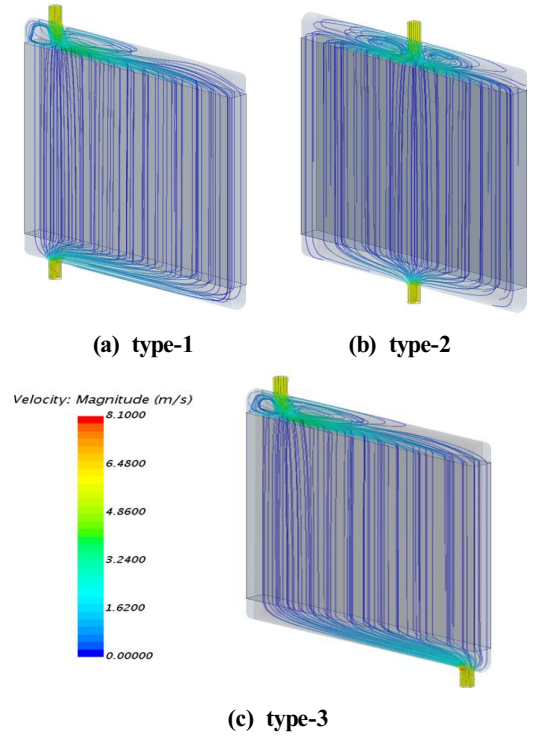 (a) type-1
(b) type-2
Velocity: Magnitude (m/s)
8.1000
6.4800
4.8600
3.2400
1.6200
0.00000
(c) type-3